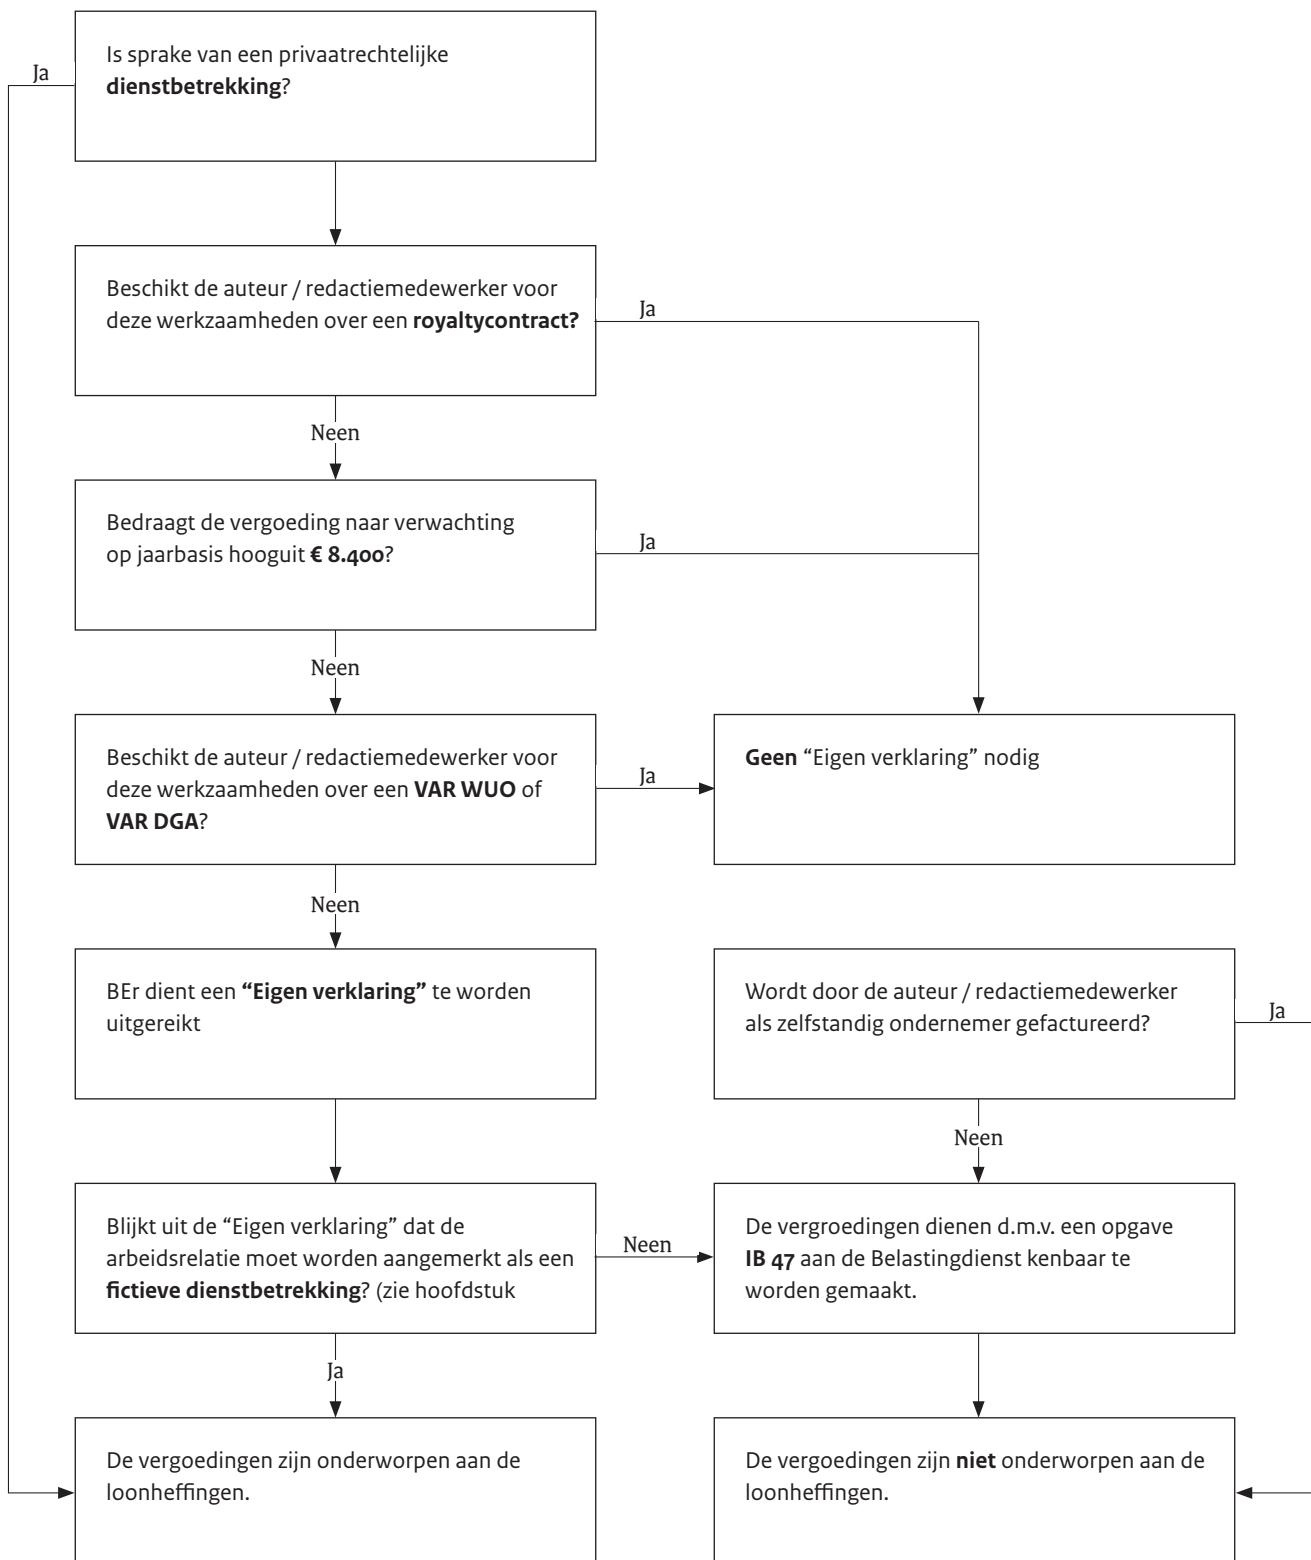 Is sprake van een privaatrechtelijke
dienstbetrekking?
Ja
Beschikt de auteur / redactiemedewerker voor
deze werkzaamheden over een royaltycontract?
Ja
Neen
Bedraagt de vergoeding naar verwachting
op jaarbasis hooguit € 8.400?
Ja
Neen
Beschikt de auteur / redactiemedewerker voor
deze werkzaamheden over een VAR WUO of
VAR DGA?
Ja
Geen “Eigen verklaring” nodig
Neen
BEr dient een “Eigen verklaring” te worden
uitgereikt
Wordt door de auteur / redactiemedewerker
als zelfstandig ondernemer gefactureerd?
Ja
Neen
Blijkt uit de “Eigen verklaring” dat de
arbeidsrelatie moet worden aangemerkt als een
fictieve dienstbetrekking? (zie hoofdstuk
Neen
De vergroedingen dienen d.m.v. een opgave
IB 47 aan de Belastingdienst kenbaar te
worden gemaakt.
Ja
De vergoedingen zijn onderworpen aan de
loonheffingen.
De vergoedingen zijn niet onderworpen aan de
loonheffingen.